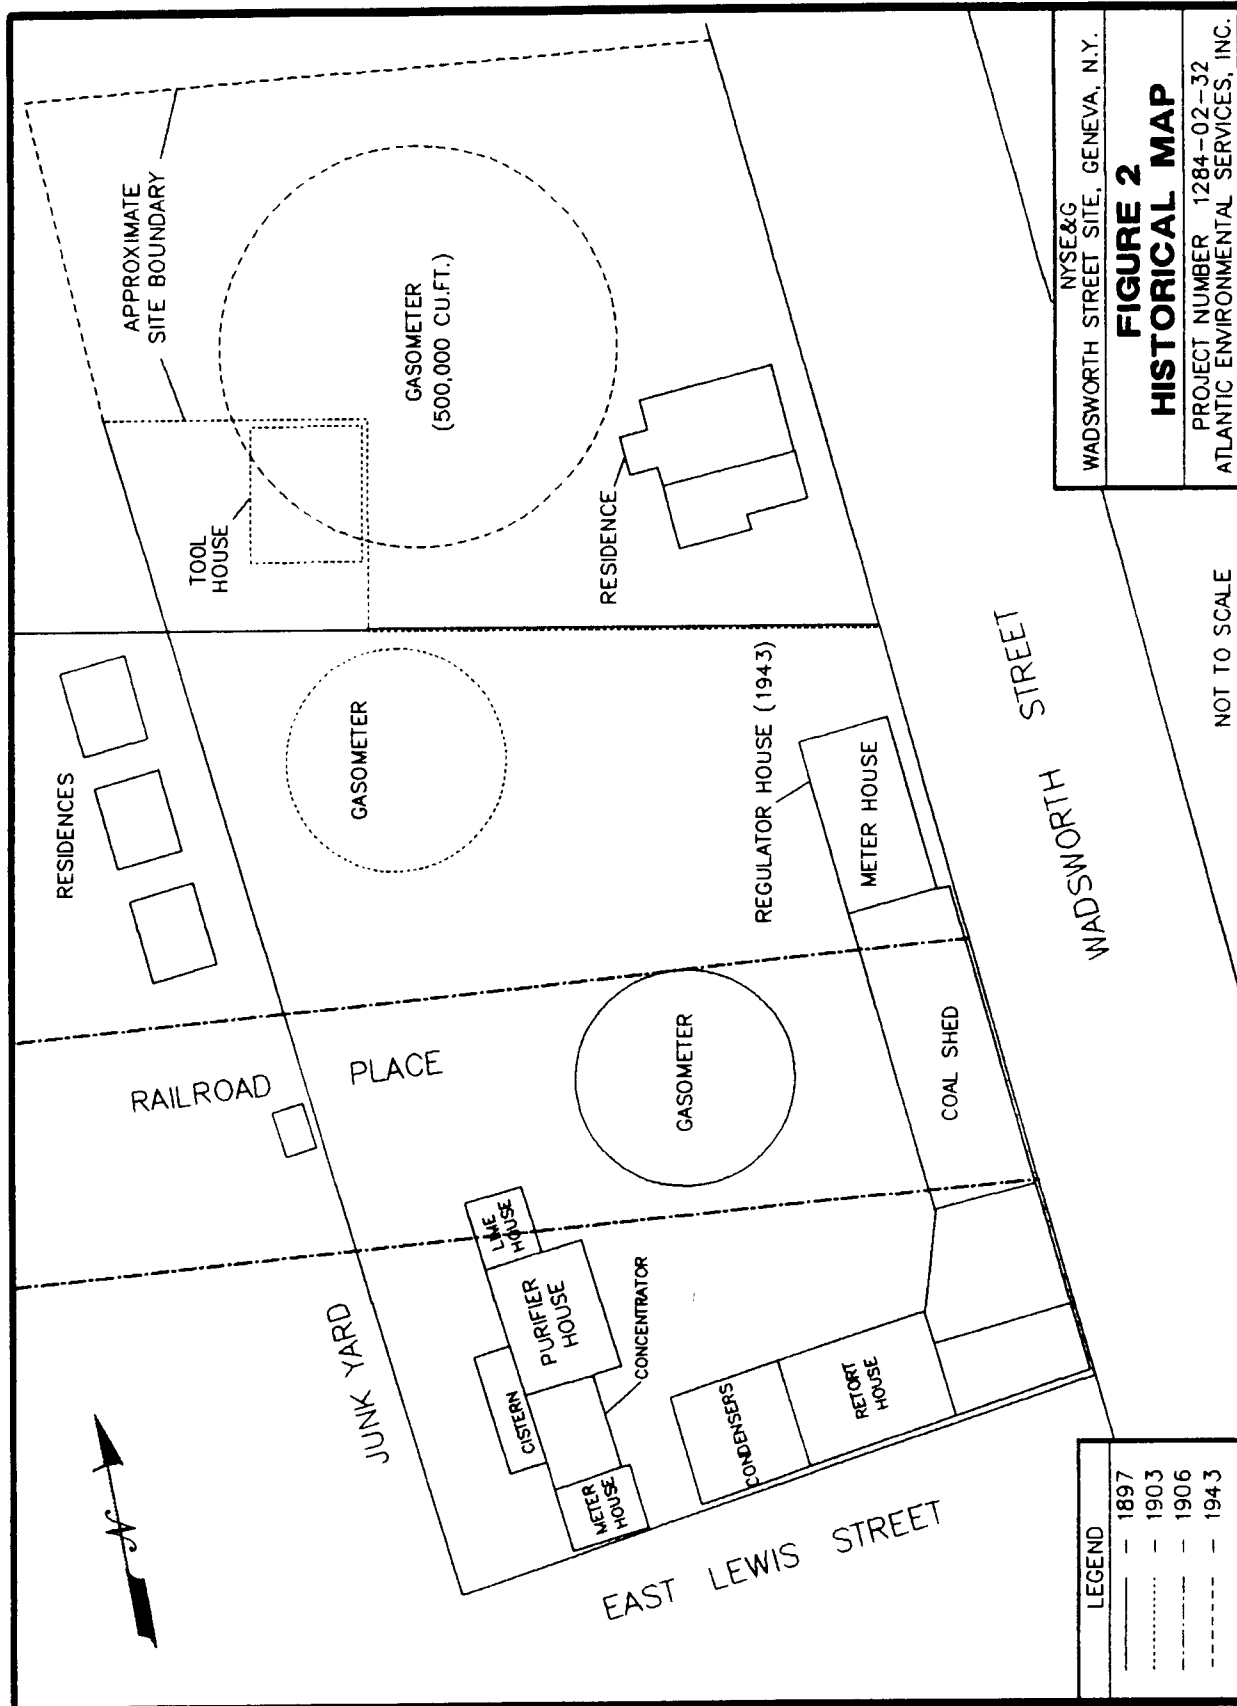 APPROXIMATE
SITE BOUNDARY
TOOL
HOUSE
GASOMETER
(500,000 CU.FT.)
RESIDENCE
RESIDENCES
GASOMETER
REGULATOR HOUSE (1943)
METER HOUSE
RAILROAD PLACE
GASOMETER
COAL SHED
WADSWORTH STREET
LIME
HOUSE
PURIFIER
HOUSE
CONCENTRATOR
JUNK YARD
CISTERN
METER
HOUSE
CONDENSERS
RETORT
HOUSE
EAST LEWIS STREET
N
LEGEND
— 1897
— 1903
— 1906
— 1943
NOT TO SCALE
NYSE&G
WADSWORTH STREET SITE, GENEVA, N.Y.
FIGURE 2
HISTORICAL MAP
PROJECT NUMBER 1284-02-32
ATLANTIC ENVIRONMENTAL SERVICES, INC.